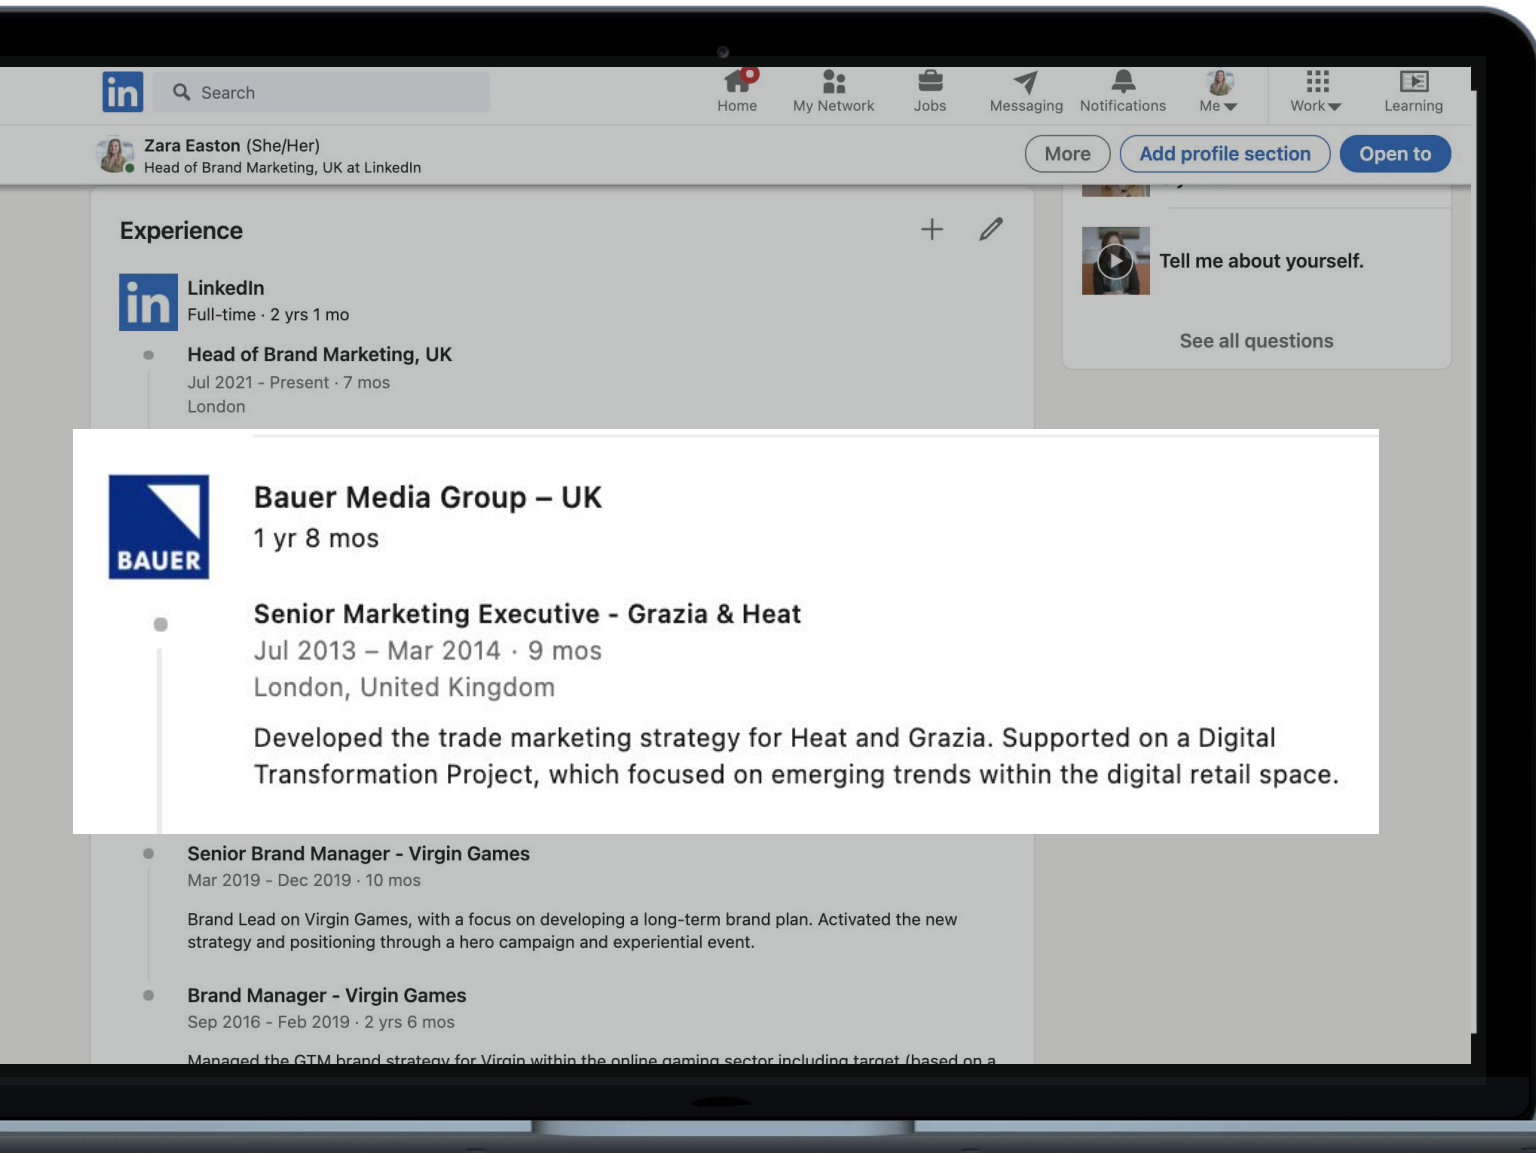 in
Search
Home
My Network
Jobs
Messaging
Notifications
Me
Work
Learning
Zara Easton (She/Her)
Head of Brand Marketing, UK at LinkedIn
More
Add profile section
Open to
Experience
in
LinkedIn
Full-time · 2 yrs 1 mo
Head of Brand Marketing, UK
Jul 2021 - Present · 7 mos
London
Tell me about yourself.
See all questions
BAUER
Bauer Media Group – UK
1 yr 8 mos
Senior Marketing Executive - Grazia & Heat
Jul 2013 – Mar 2014 · 9 mos
London, United Kingdom
Developed the trade marketing strategy for Heat and Grazia. Supported on a Digital
Transformation Project, which focused on emerging trends within the digital retail space.
Senior Brand Manager - Virgin Games
Mar 2019 - Dec 2019 · 10 mos
Brand Lead on Virgin Games, with a focus on developing a long-term brand plan. Activated the new
strategy and positioning through a hero campaign and experiential event.
Brand Manager - Virgin Games
Sep 2016 - Feb 2019 · 2 yrs 6 mos
Managed the GTM brand strategy for Virgin within the online gaming sector including target (based on a